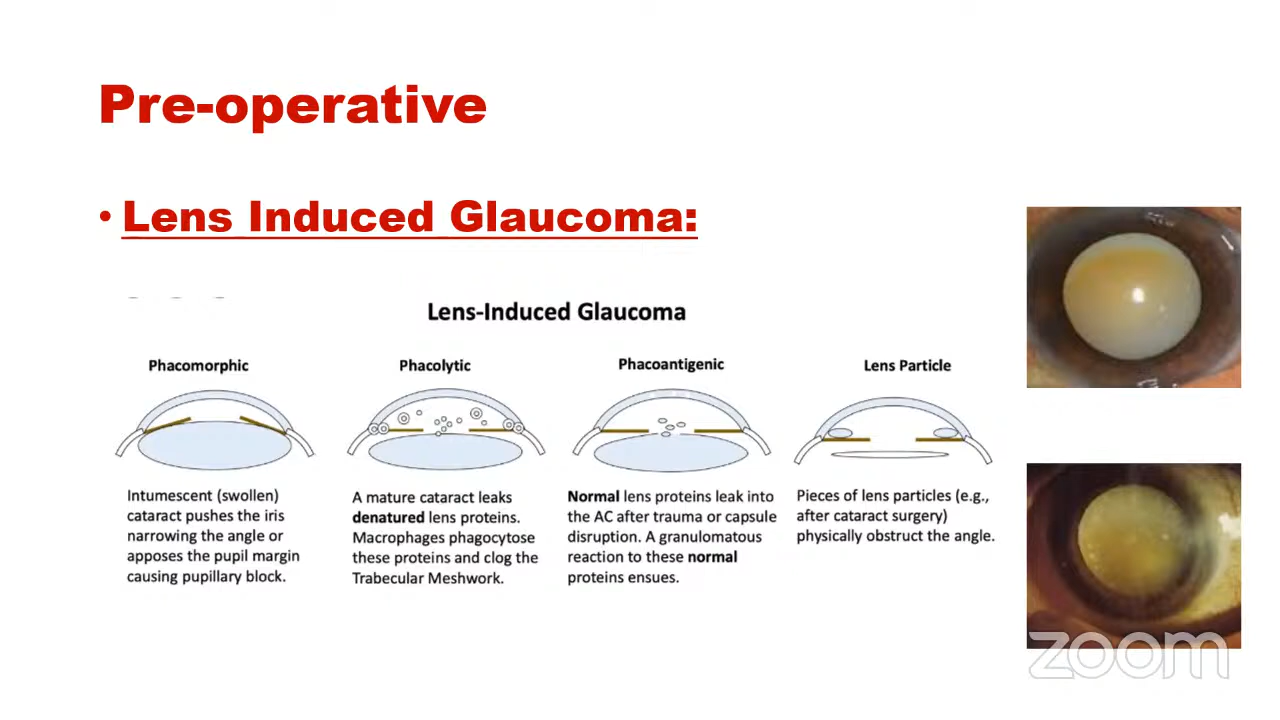 Pre-operative
• Lens Induced Glaucoma:
Lens-Induced Glaucoma
Phacomorphic
Intumescent (swollen)
cataract pushes the iris
narrowing the angle or
apposes the pupil margin
causing pupillary block.
Phacolytic
A mature cataract leaks
denatured lens proteins.
Macrophages phagocytose
these proteins and clog the
Trabecular Meshwork.
Phacoantigenic
Normal lens proteins leak into
the AC after trauma or capsule
disruption. A granulomatous
reaction to these normal
proteins ensues.
Lens Particle
Pieces of lens particles (e.g.,
after cataract surgery)
physically obstruct the angle.
zoom